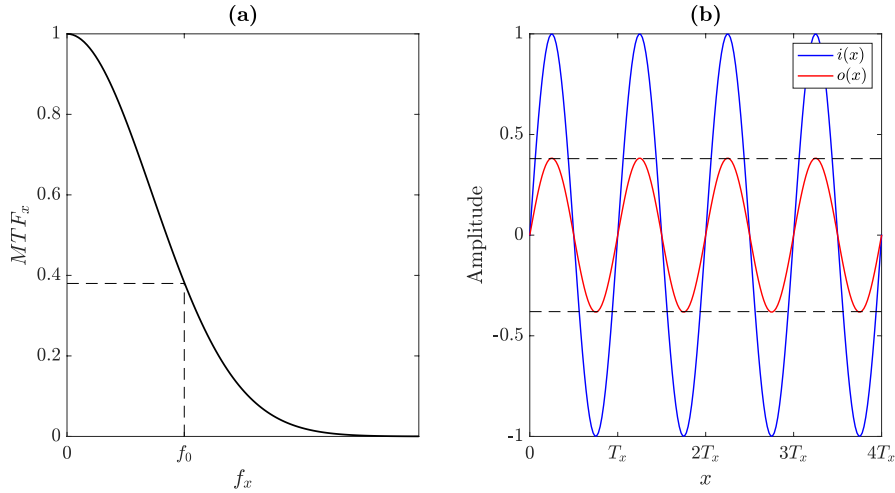 (a)
1
0.8
0.6
0.4
0.2
0
MTF_x
0
f_0
f_x
(b)
1
0.5
0
-0.5
-1
Amplitude
i(x)
o(x)
0
T_x
2T_x
3T_x
4T_x
x